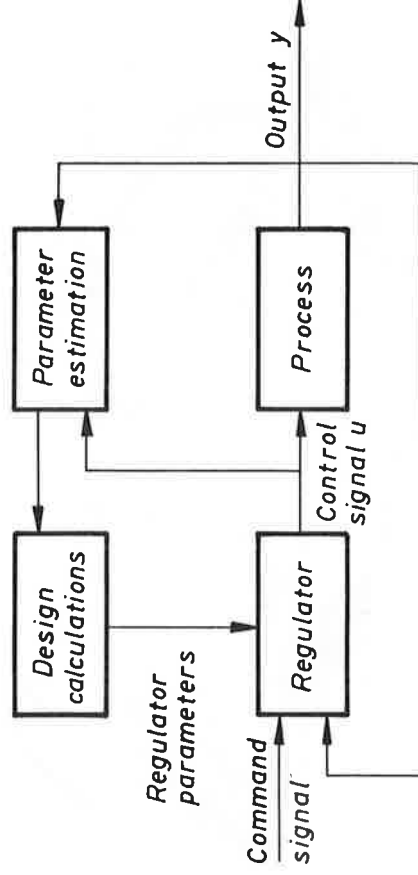 Design
calculations
Parameter
estimation
Regulator
parameters
Command
signal
Regulator
Control
signal u
Process
Output y